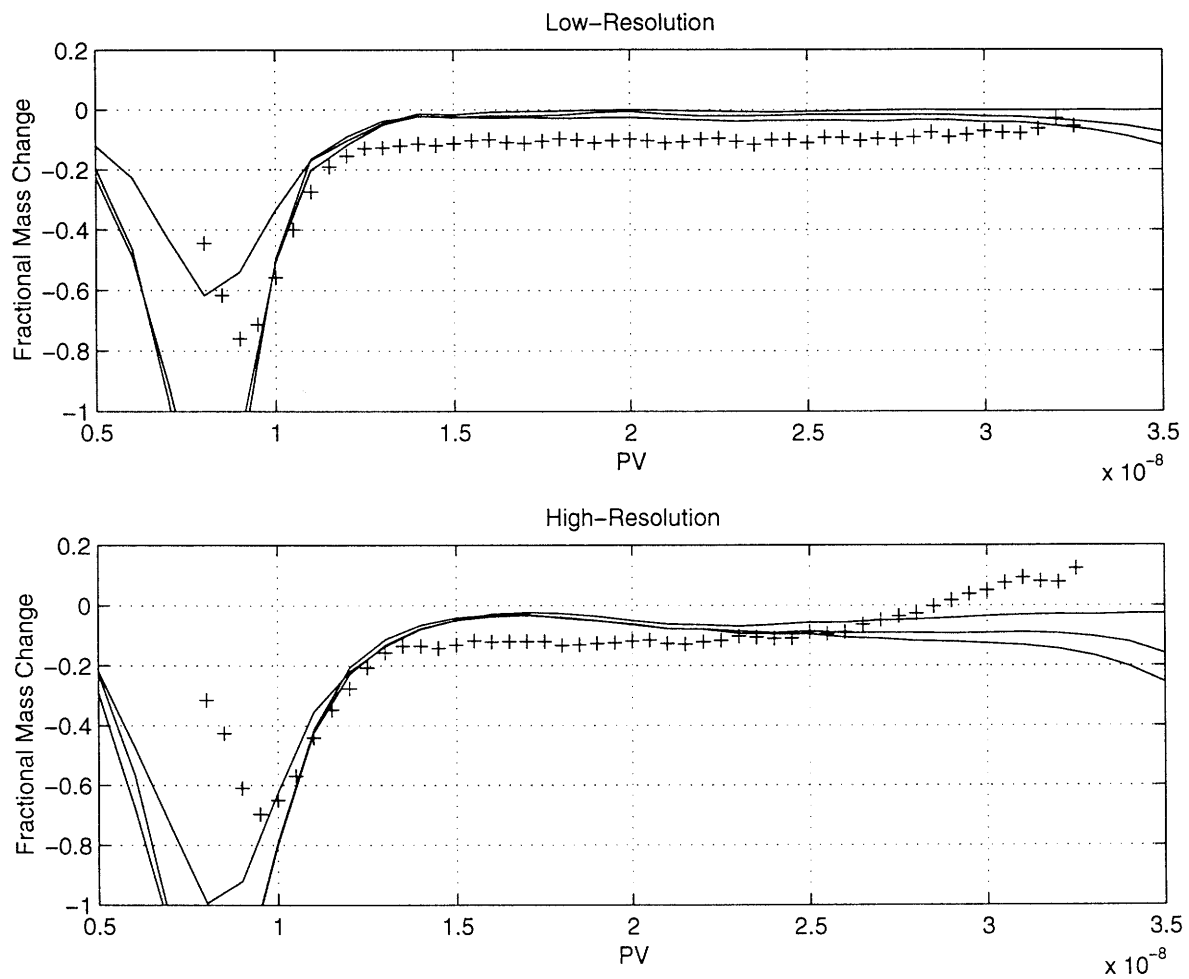 Low–Resolution
0.2
0
–0.2
–0.4
–0.6
–0.8
–1
Fractional Mass Change
0.5 1 1.5 2 2.5 3 3.5
PV
x 10^-8
High–Resolution
0.2
0
–0.2
–0.4
–0.6
–0.8
–1
Fractional Mass Change
0.5 1 1.5 2 2.5 3 3.5
PV
x 10^-8